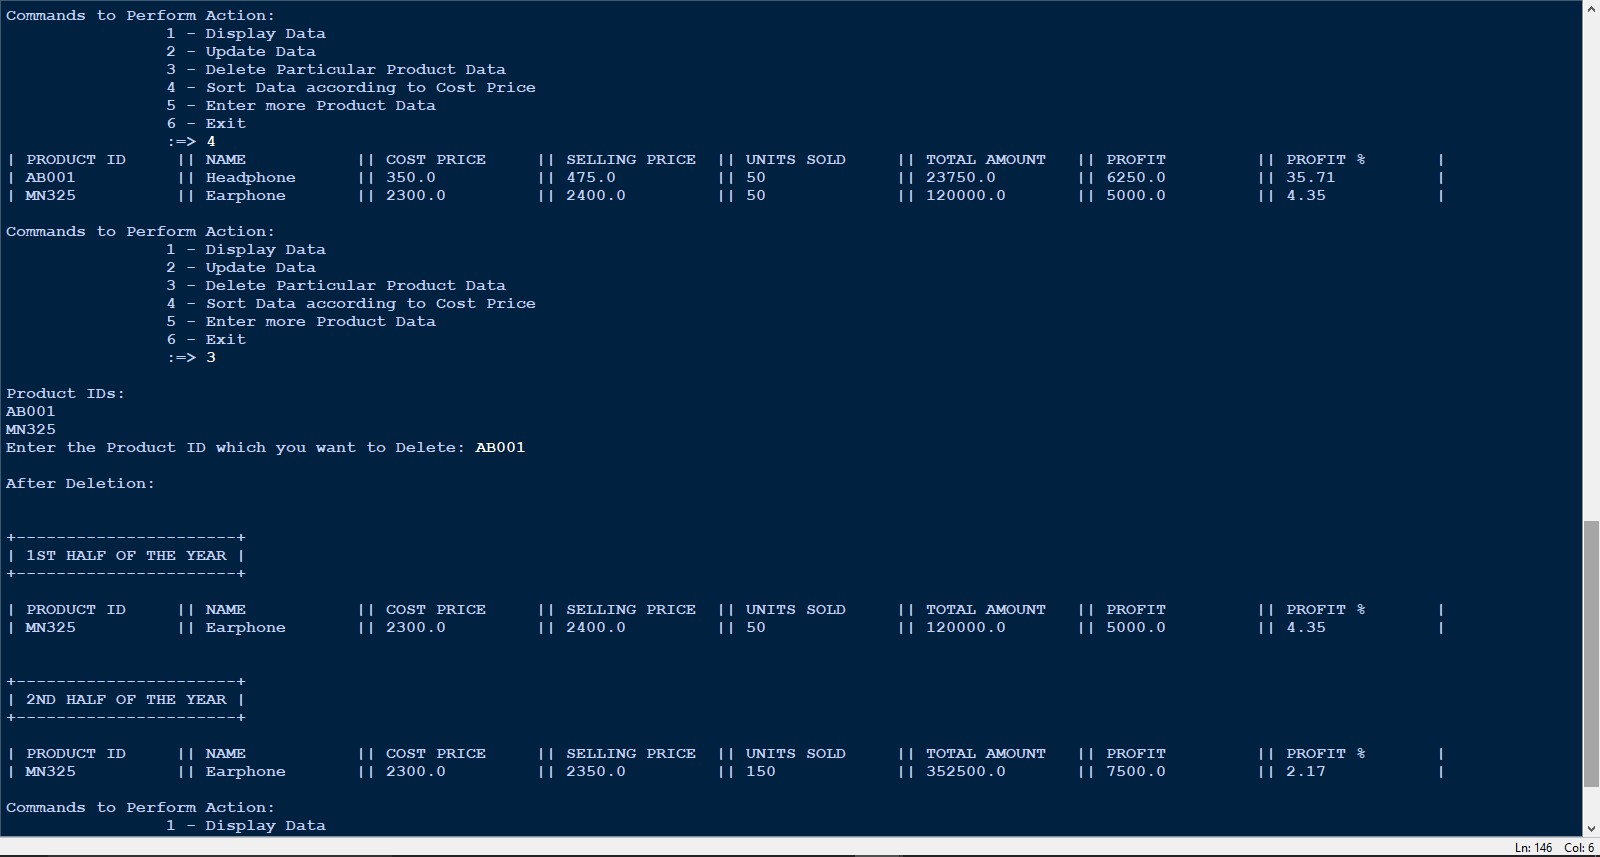 Commands to Perform Action:
1 - Display Data
2 - Update Data
3 - Delete Particular Product Data
4 - Sort Data according to Cost Price
5 - Enter more Product Data
6 - Exit
:=> 4
| PRODUCT ID || NAME || COST PRICE || SELLING PRICE || UNITS SOLD || TOTAL AMOUNT || PROFIT || PROFIT % |
| AB001 || Headphone || 350.0 || 475.0 || 50 || 23750.0 || 6250.0 || 35.71 |
| MN325 || Earphone || 2300.0 || 2400.0 || 50 || 120000.0 || 5000.0 || 4.35 |
Commands to Perform Action:
1 - Display Data
2 - Update Data
3 - Delete Particular Product Data
4 - Sort Data according to Cost Price
5 - Enter more Product Data
6 - Exit
:=> 3
Product IDs:
AB001
MN325
Enter the Product ID which you want to Delete: AB001
After Deletion:
+----------------------+
| 1ST HALF OF THE YEAR |
+----------------------+
| PRODUCT ID || NAME || COST PRICE || SELLING PRICE || UNITS SOLD || TOTAL AMOUNT || PROFIT || PROFIT % |
| MN325 || Earphone || 2300.0 || 2400.0 || 50 || 120000.0 || 5000.0 || 4.35 |
+----------------------+
| 2ND HALF OF THE YEAR |
+----------------------+
| PRODUCT ID || NAME || COST PRICE || SELLING PRICE || UNITS SOLD || TOTAL AMOUNT || PROFIT || PROFIT % |
| MN325 || Earphone || 2300.0 || 2350.0 || 150 || 352500.0 || 7500.0 || 2.17 |
Commands to Perform Action:
1 - Display Data
Ln: 146 Col: 6